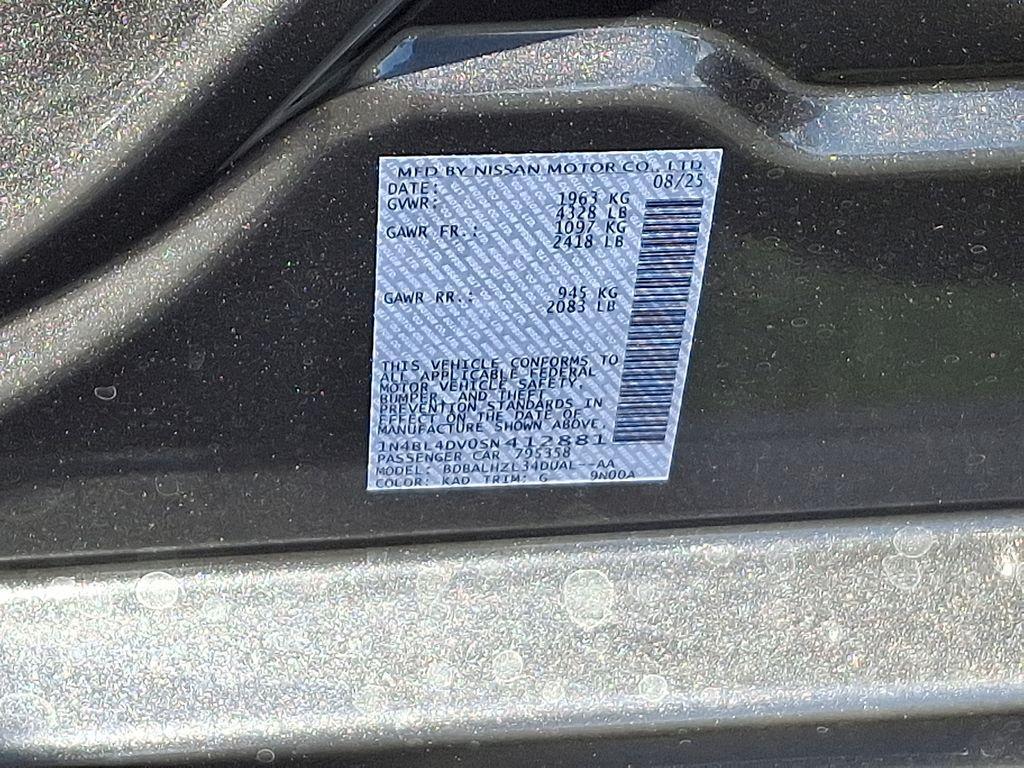 MFD BY NISSAN MOTOR CO., LTD
DATE: 08/25
GVWR: 1963 KG
4328 LB
GAWR FR.: 1097 KG
2418 LB
GAWR RR.: 945 KG
2083 LB
THIS VEHICLE CONFORMS TO
ALL APPLICABLE FEDERAL
MOTOR VEHICLE SAFETY,
BUMPER, AND THEFT
PREVENTION STANDARDS IN
EFFECT ON THE DATE OF
MANUFACTURE SHOWN ABOVE.
1N4BL4DV0SN412881
PASSENGER CAR 795358
MODEL: BDBALHZL34DUAL--AA
COLOR: KAD TRIM: G 9N00A